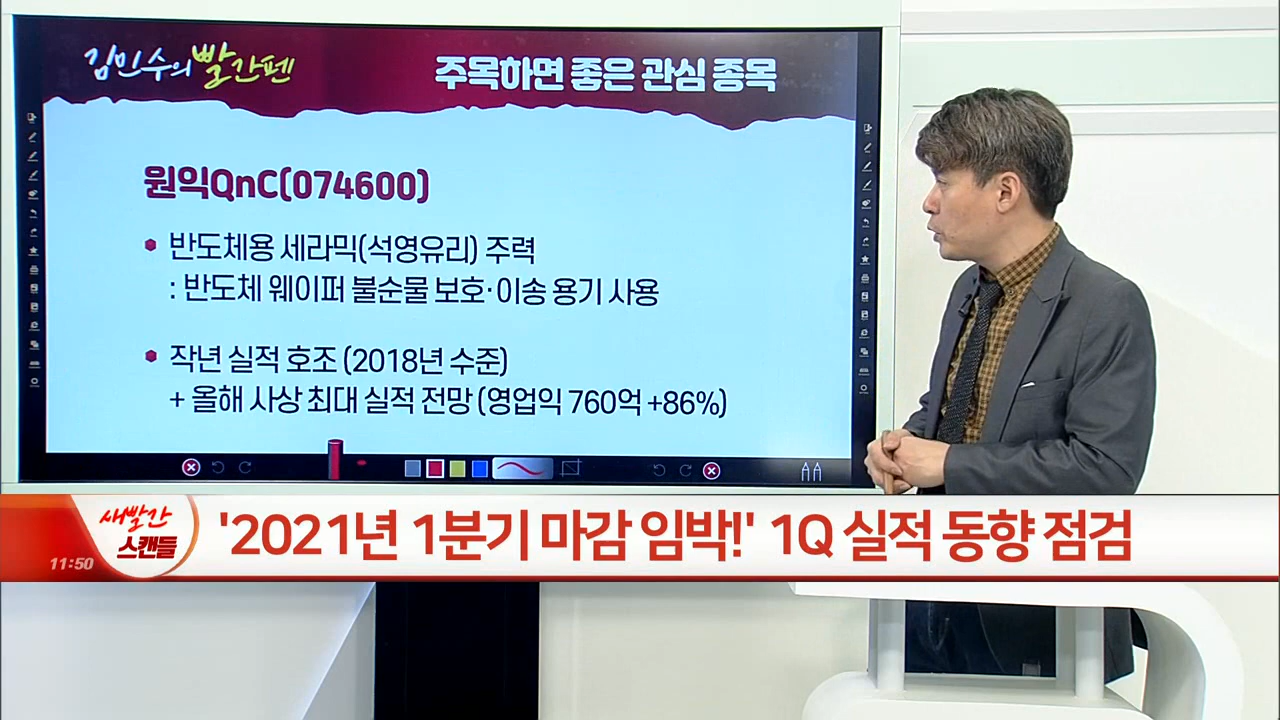 김민수의 빨간펜
주목하면 좋은 관심 종목
원익QnC(074600)
반도체용 세라믹(석영유리) 주력
: 반도체 웨이퍼 불순물 보호·이송 용기 사용
작년 실적 호조 (2018년 수준)
+ 올해 사상 최대 실적 전망 (영업익 760억 +86%)
새빨간
스캔들
11:50
'2021년 1분기 마감 임박!' 1Q 실적 동향 점검